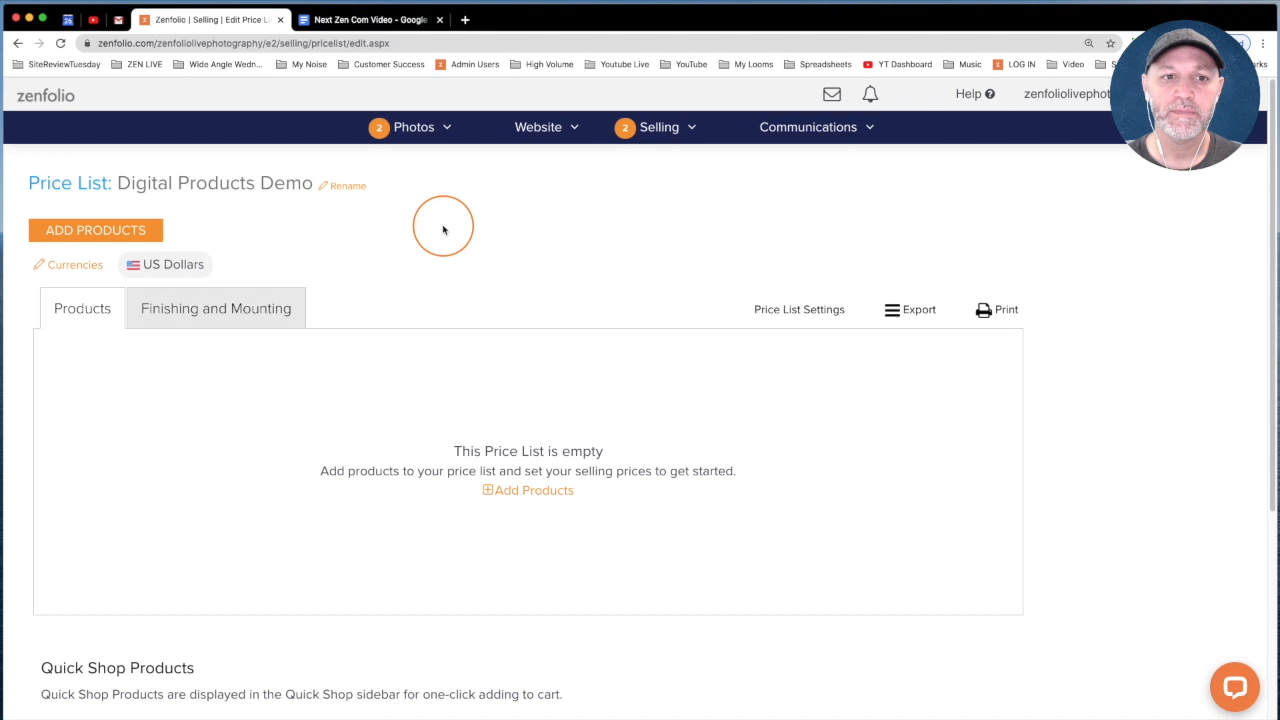 26
Zenfolio | Selling | Edit Price Li
Next Zen Com Video - Google
zenfolio.com/zenfoliolivephotography/e2/selling/pricelist/edit.aspx
SiteReviewTuesday
ZEN LIVE
Wide Angle Wedn...
My Noise
Customer Success
Admin Users
High Volume
Youtube Live
YouTube
My Looms
Spreadsheets
YT Dashboard
Music
LOG IN
Video
zenfolio
Help ?
zenfoliolivephot
2 Photos
Website
2 Selling
Communications
Price List: Digital Products Demo Rename
ADD PRODUCTS
Currencies
US Dollars
Products
Finishing and Mounting
Price List Settings
Export
Print
This Price List is empty
Add products to your price list and set your selling prices to get started.
Add Products
Quick Shop Products
Quick Shop Products are displayed in the Quick Shop sidebar for one-click adding to cart.